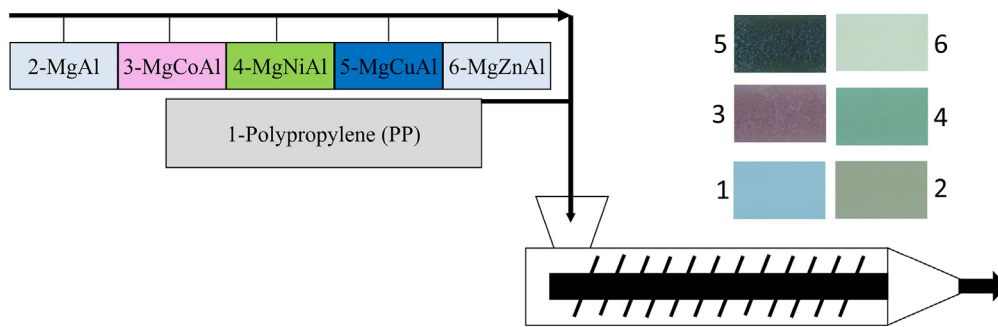 2-MgAl
3-MgCoAl
4-MgNiAl
5-MgCuAl
6-MgZnAl
1-Polypropylene (PP)
5
6
3
4
1
2